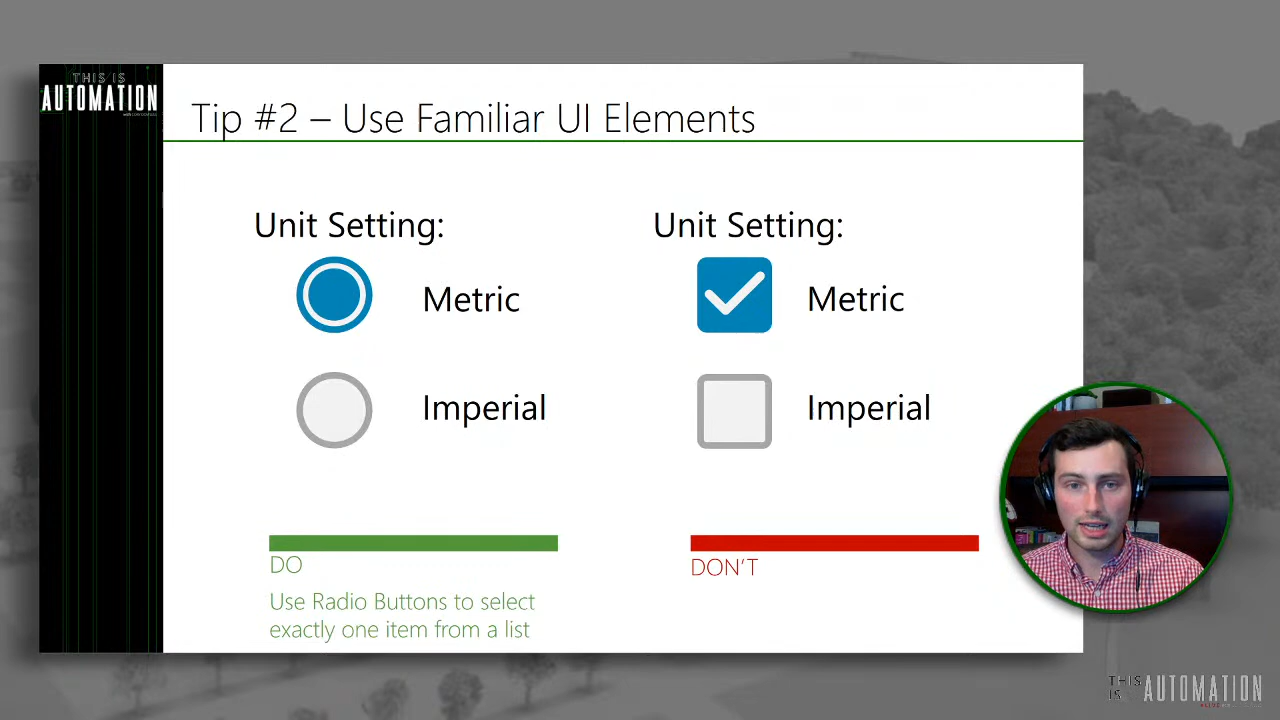 THIS IS
AUTOMATION
Tip #2 – Use Familiar UI Elements
Unit Setting:
Metric
Imperial
DO
Use Radio Buttons to select
exactly one item from a list
Unit Setting:
Metric
Imperial
DON'T
THIS
IS
AUTOMATION